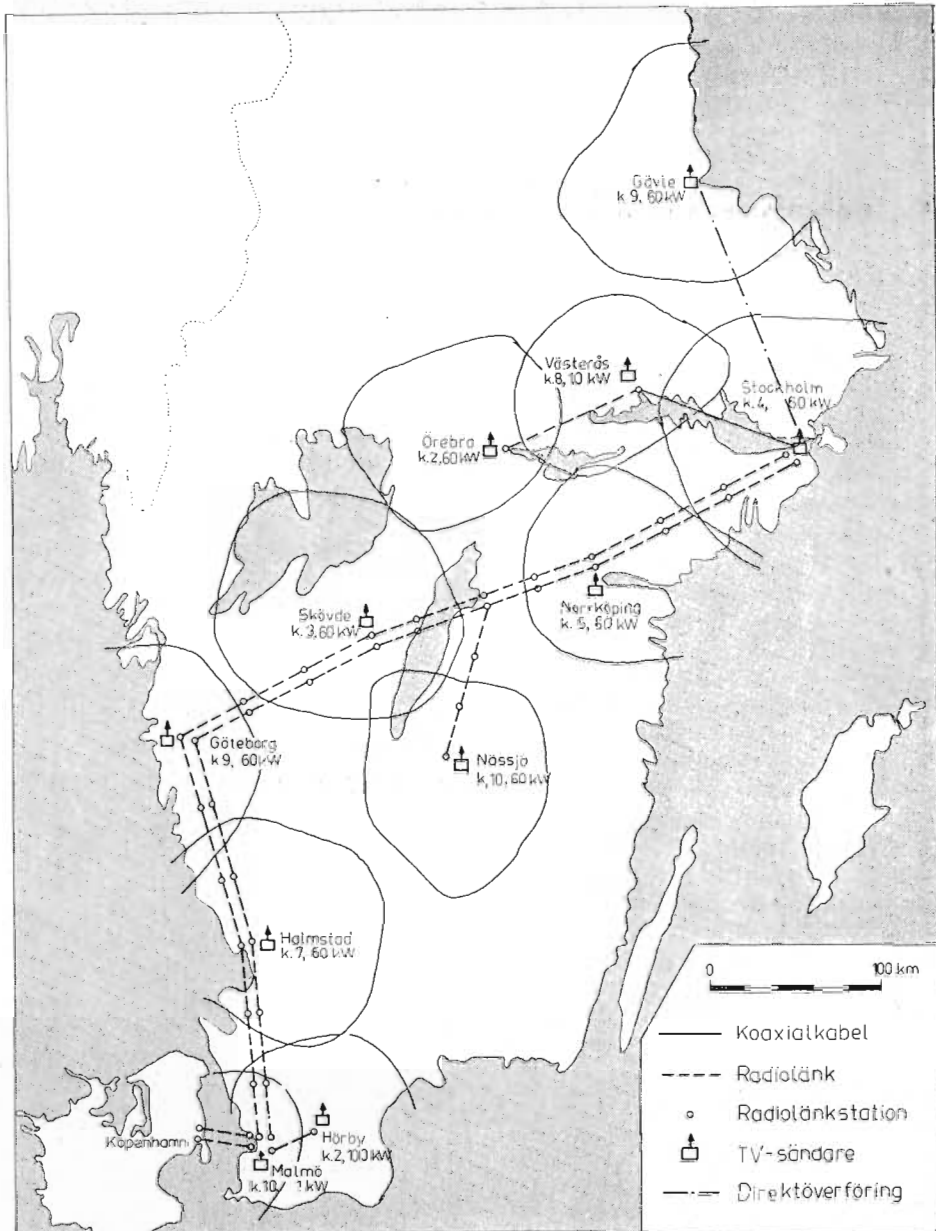 Gävle
k 9, 60 kW
Västerås
k.8, 10 kW
Stockholm
k.4, 60 kW
Örebro
k.2, 60 kW
Skövde
k. 3, 60 kW
Norrköping
k. 5, 60 kW
Göteborg
k 9, 60 kW
Nässjö
k, 10, 60 kW
Halmstad
k. 7, 60 kW
0 100 km
Koaxialkabel
Radiolänk
Radiolänkstation
TV-sändare
Direktöverföring
Köpenhamn
Hörby
k.2, 100 kW
Malmö
k.10 kW